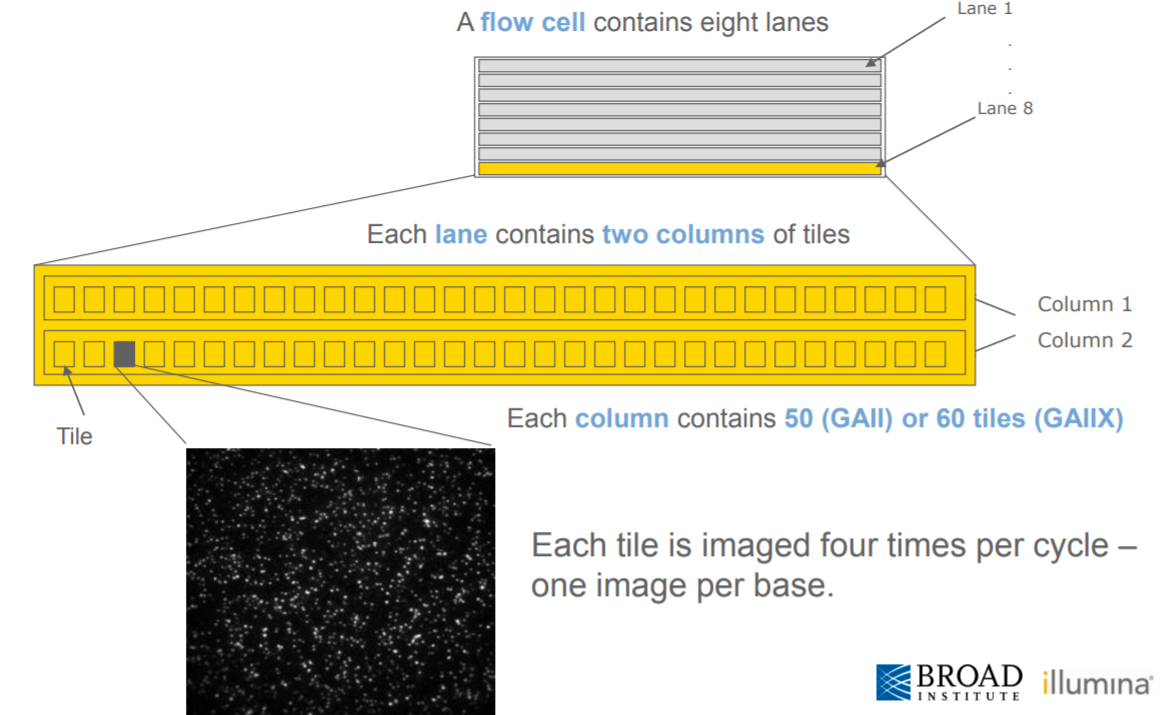 Lane 1
A flow cell contains eight lanes
.
.
.
Lane 8
Each lane contains two columns of tiles
Column 1
Column 2
Each column contains 50 (GAII) or 60 tiles (GAIIX)
Tile
Each tile is imaged four times per cycle –
one image per base.
BROAD
INSTITUTE
illumina